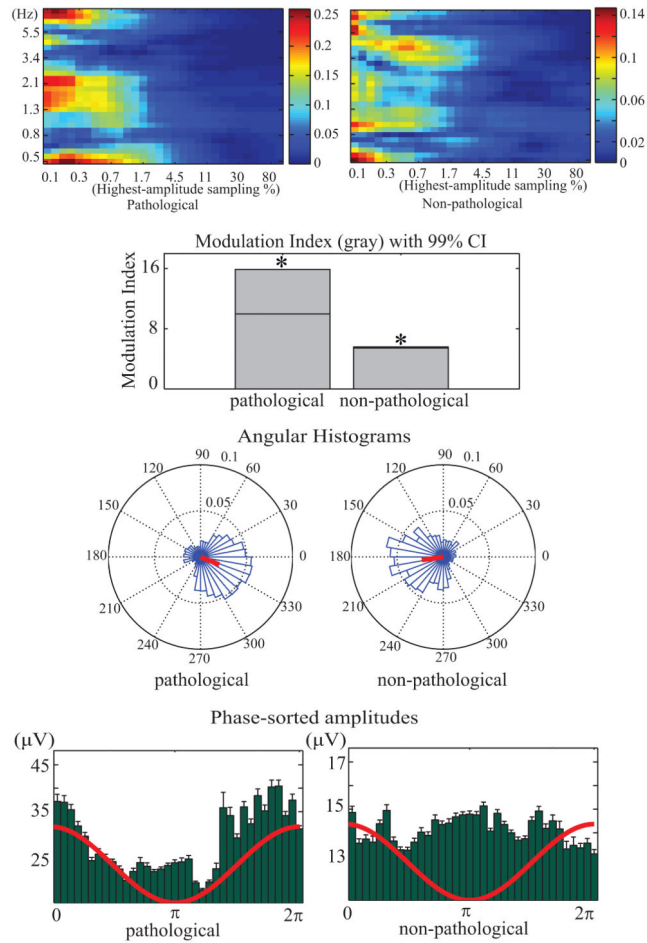 (Hz)
5.5
3.4
2.1
1.3
0.8
0.5
0.1 0.3 0.7 1.7 4.5 11 30 80
(Highest-amplitude sampling %)
Pathological
0.25
0.2
0.15
0.1
0.05
0
0.1 0.3 0.7 1.7 4.5 11 30 80
(Highest-amplitude sampling %)
Non-pathological
0.14
0.12
0.1
0.08
0.06
0.04
0.02
0
Modulation Index (gray) with 99% CI
Modulation Index
16
8
0
* *
pathological non-pathological
Angular Histograms
90
120 0.1 60
150 0.05 30
180 0
210 330
240 300
270
pathological
90
120 0.1 60
150 0.05 30
180 0
210 330
240 300
270
non-pathological
Phase-sorted amplitudes
(μV)
45
35
25
0 π 2π
pathological
(μV)
17
15
13
0 π 2π
non-pathological